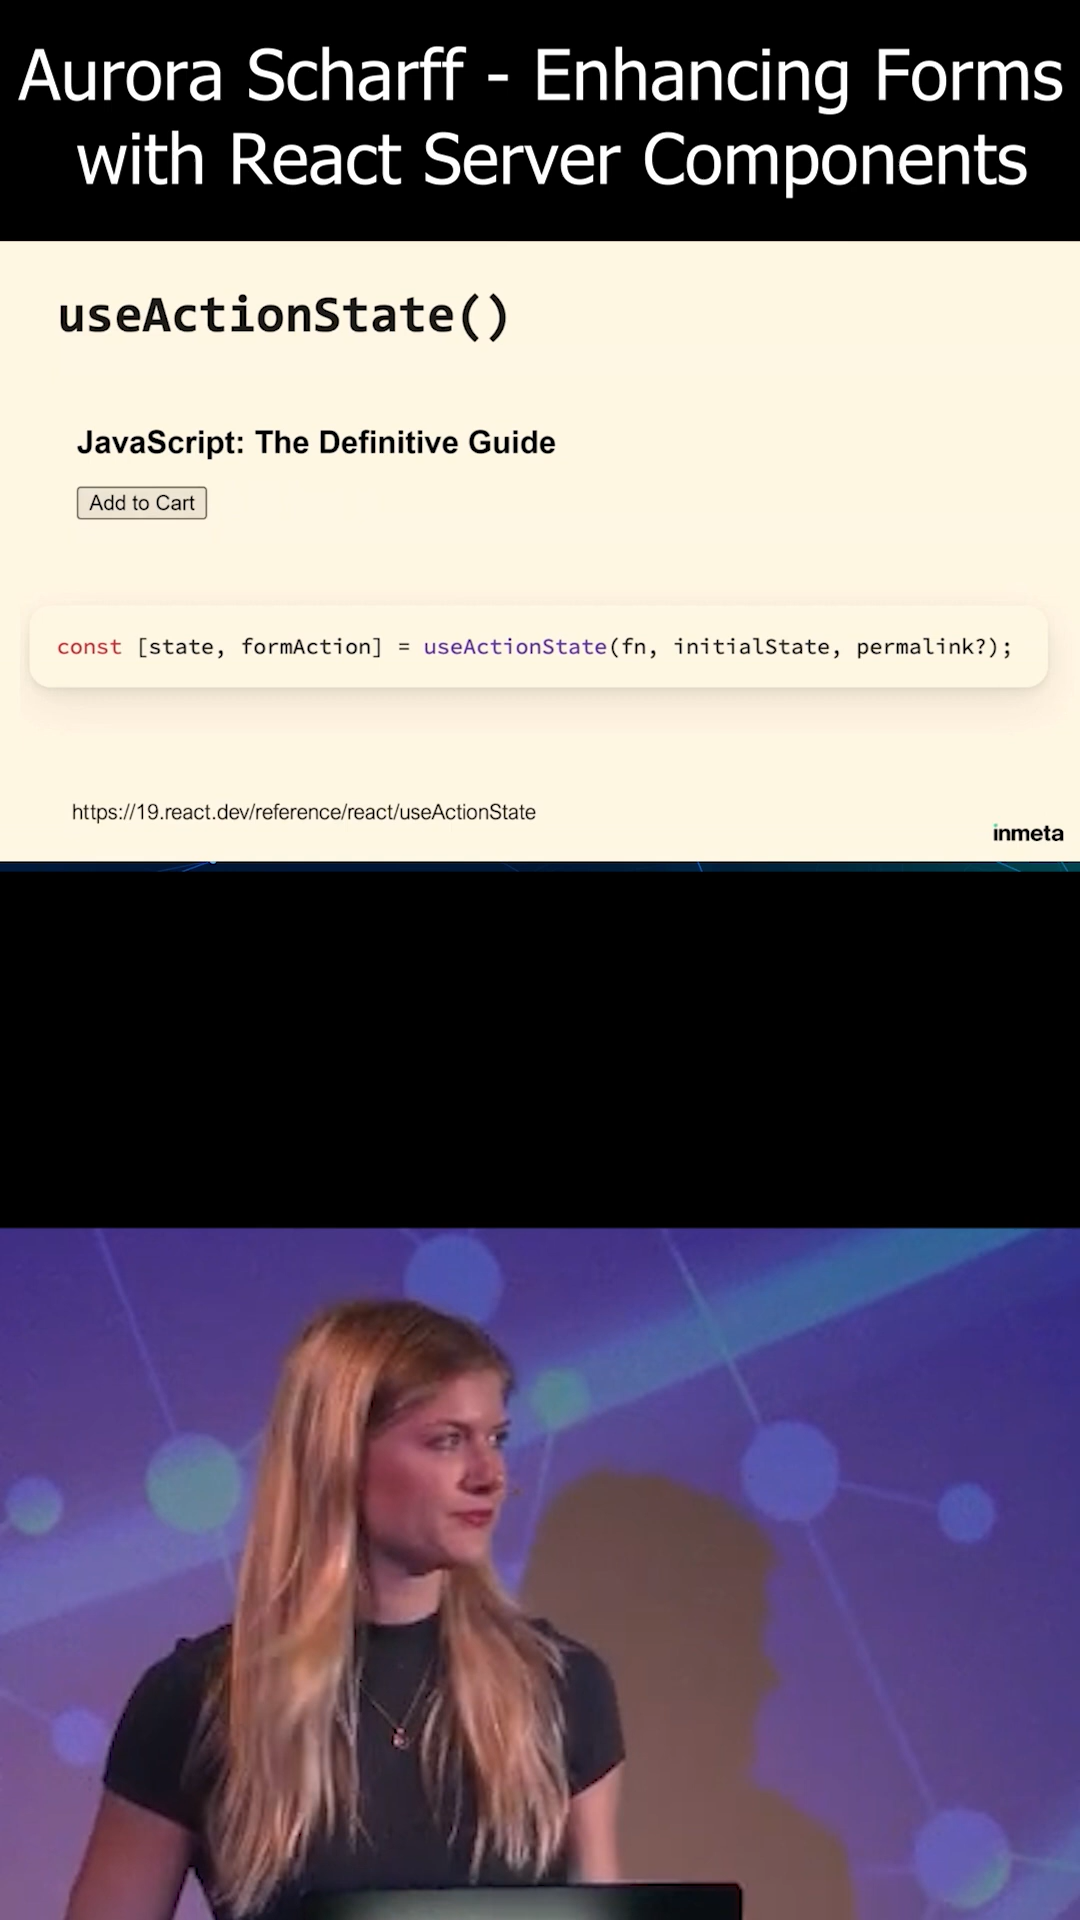 Aurora Scharff - Enhancing Forms
with React Server Components
useActionState()
JavaScript: The Definitive Guide
Add to Cart
const [state, formAction] = useActionState(fn, initialState, permalink?);
https://19.react.dev/reference/react/useActionState
inmeta